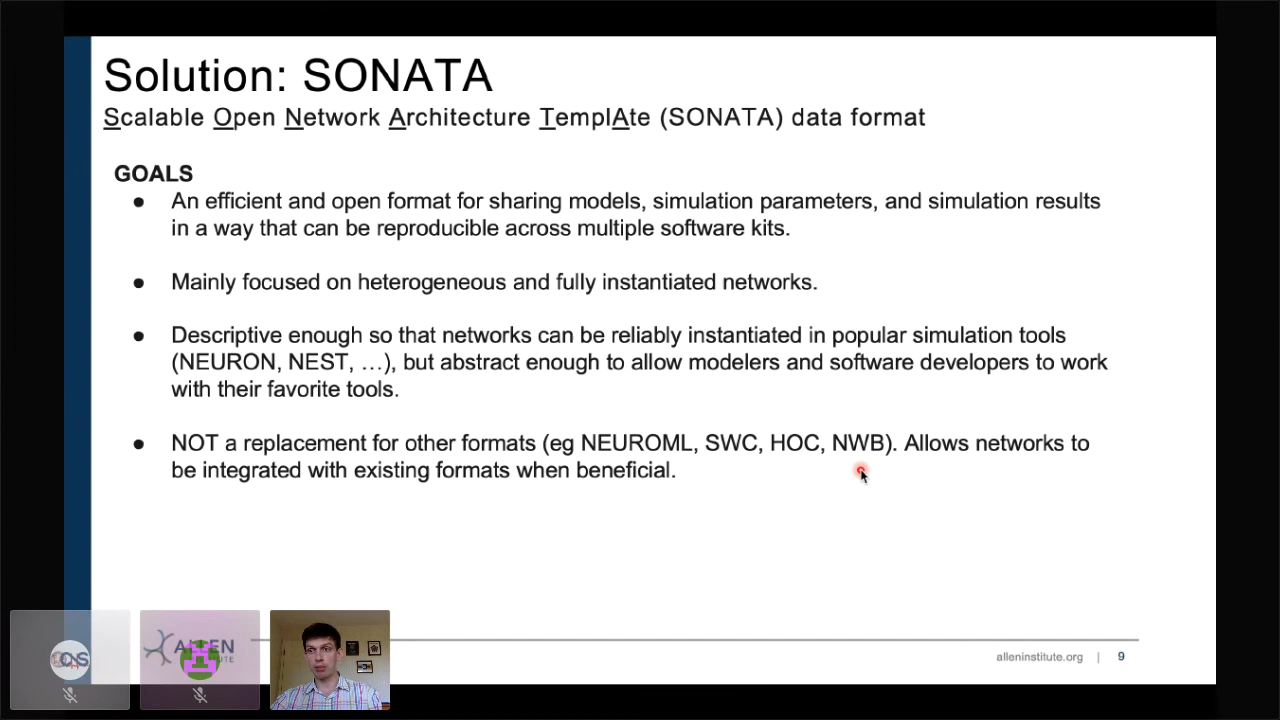 Solution: SONATA
Scalable Open Network Architecture TemplAte (SONATA) data format
GOALS
● An efficient and open format for sharing models, simulation parameters, and simulation results
in a way that can be reproducible across multiple software kits.
● Mainly focused on heterogeneous and fully instantiated networks.
● Descriptive enough so that networks can be reliably instantiated in popular simulation tools
(NEURON, NEST, …), but abstract enough to allow modelers and software developers to work
with their favorite tools.
● NOT a replacement for other formats (eg NEUROML, SWC, HOC, NWB). Allows networks to
be integrated with existing formats when beneficial.
ALLEN
alleninstitute.org | 9